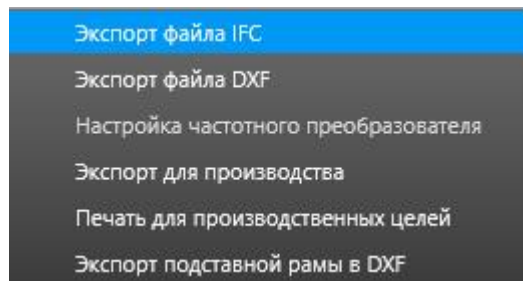 Экспорт файла IFC
Экспорт файла DXF
Настройка частотного преобразователя
Экспорт для производства
Печать для производственных целей
Экспорт подставной рамы в DXF